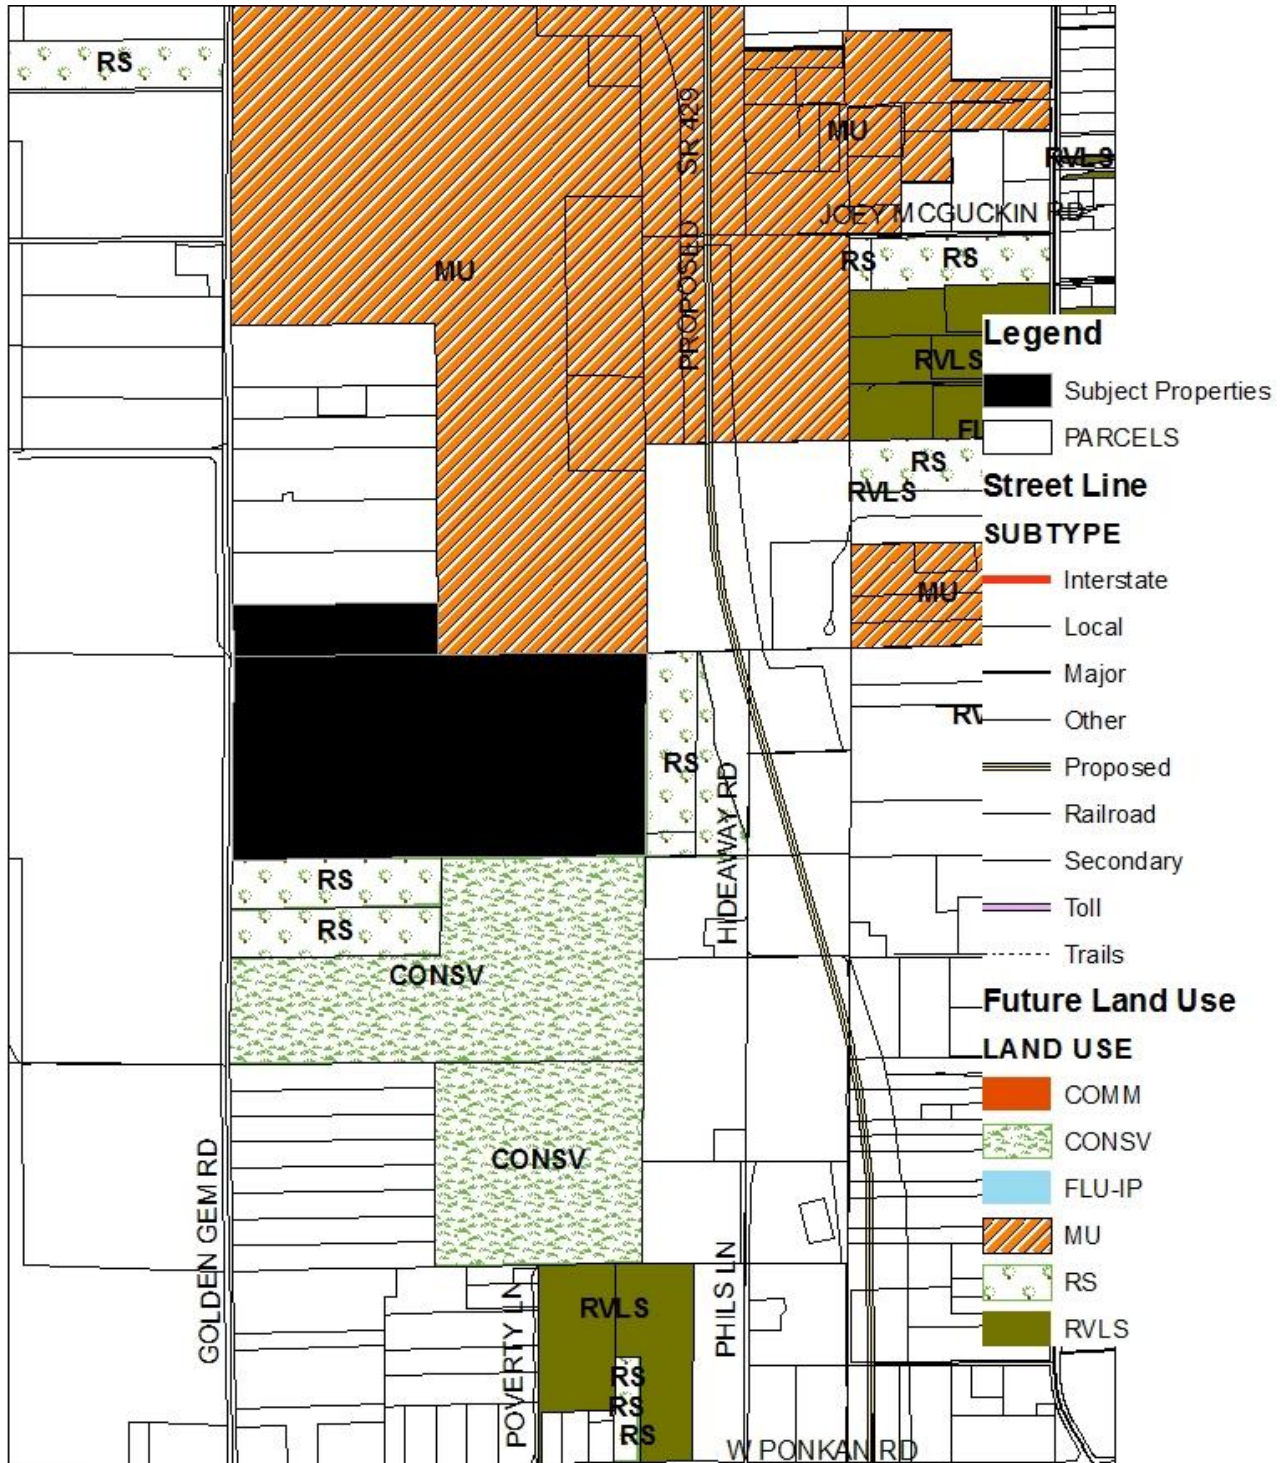 RS
SR 429
MU
RVLS
PROPOSED
JOEY MCGUCKIN RD
MU
RS
RS
RVLS
FL
RS
RVLS
MU
RV
RS
HIDEAWAY RD
RS
RS
CONSV
CONSV
GOLDEN GEM RD
POVERTY LN
RVLS
PHILS LN
RS
RS
RS
W PONKAN RD
Legend
Subject Properties
PARCELS
Street Line
SUBTYPE
Interstate
Local
Major
Other
Proposed
Railroad
Secondary
Toll
Trails
Future Land Use
LAND USE
COMM
CONSV
FLU-IP
MU
RS
RVLS